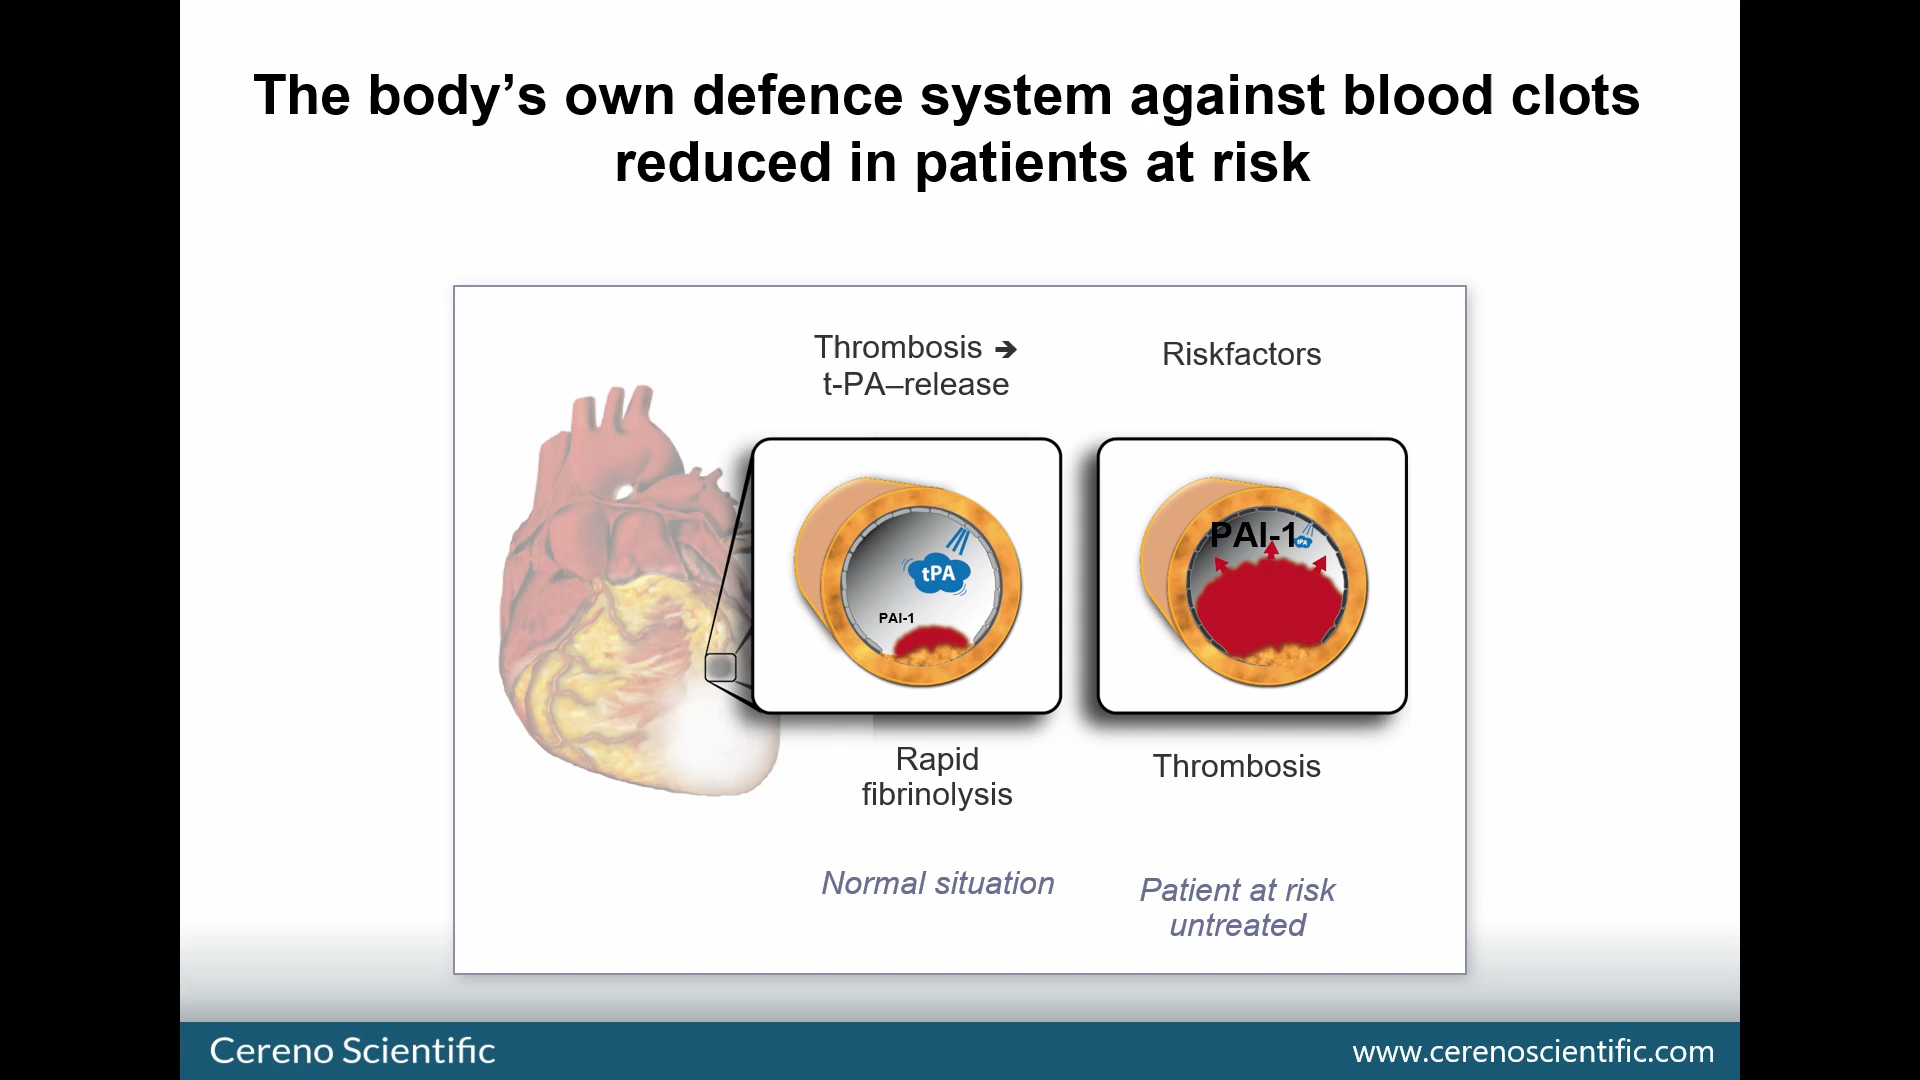 The body’s own defence system against blood clots
reduced in patients at risk
Thrombosis ➔
t-PA–release
Riskfactors
tPA
PAI-1
PAI-1
tPA
Rapid
fibrinolysis
Thrombosis
Normal situation
Patient at risk
untreated
Cereno Scientific
www.cerenoscientific.com